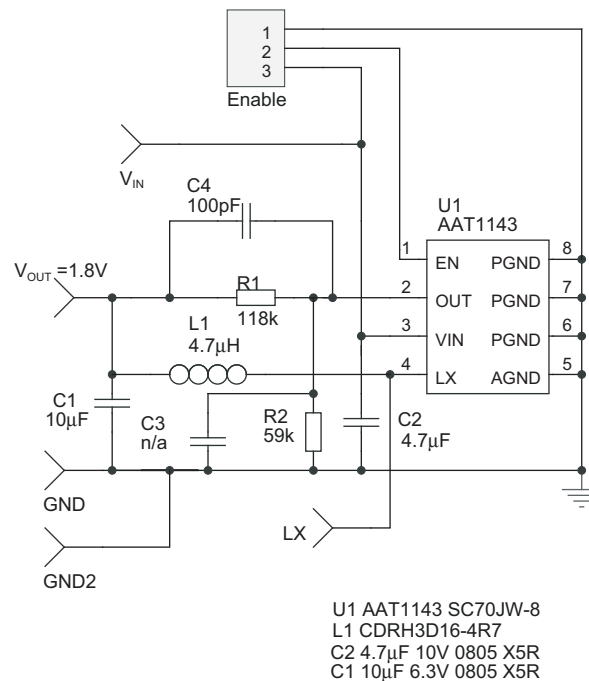 1
2
3
Enable
V_IN
C4
100pF
U1
AAT1143
V_OUT =1.8V
R1
118k
1
EN
PGND
8
2
OUT
PGND
7
3
VIN
PGND
6
4
LX
AGND
5
L1
4.7μH
C1
10μF
C3
n/a
R2
59k
C2
4.7μF
GND
GND2
LX
U1 AAT1143 SC70JW-8
L1 CDRH3D16-4R7
C2 4.7μF 10V 0805 X5R
C1 10μF 6.3V 0805 X5R